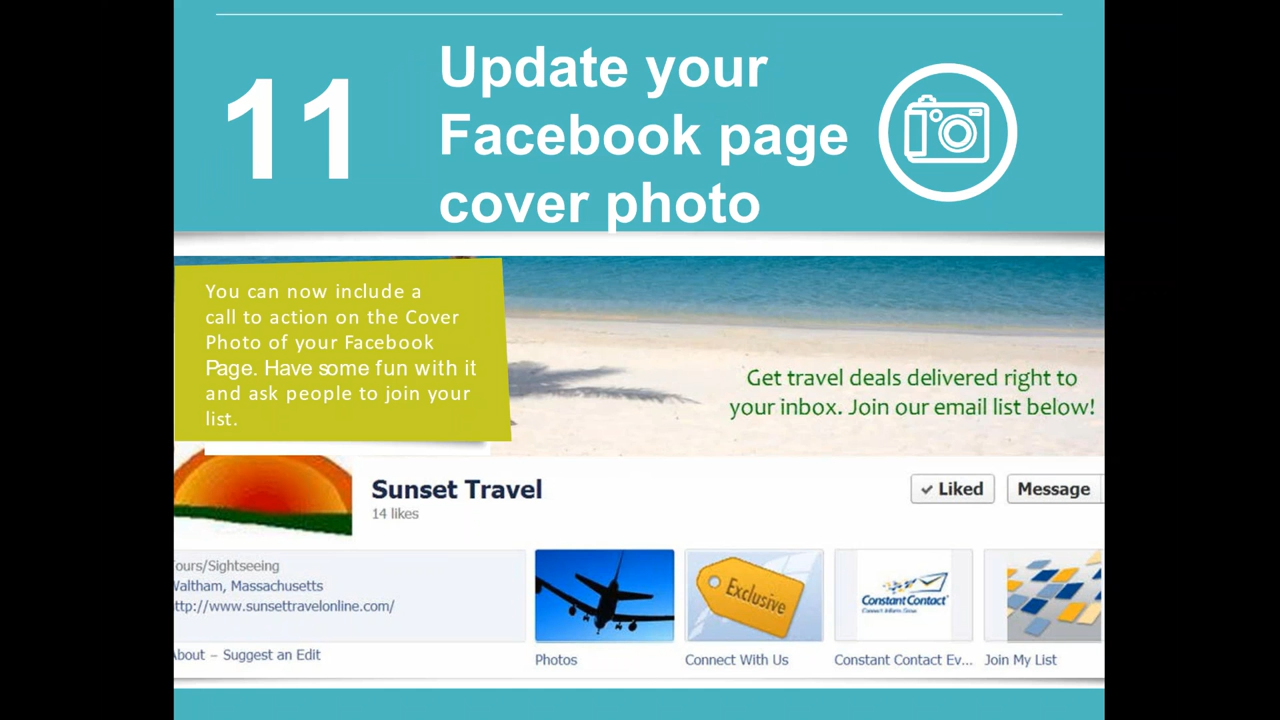 11
Update your
Facebook page
cover photo
You can now include a
call to action on the Cover
Photo of your Facebook
Page. Have some fun with it
and ask people to join your
list.
Get travel deals delivered right to
your inbox. Join our email list below!
Sunset Travel
14 likes
Liked
Message
ours/Sightseeing
Waltham, Massachusetts
http://www.sunsettravelonline.com/
About – Suggest an Edit
Exclusive
Constant Contact
Photos
Connect With Us
Constant Contact Ev...
Join My List